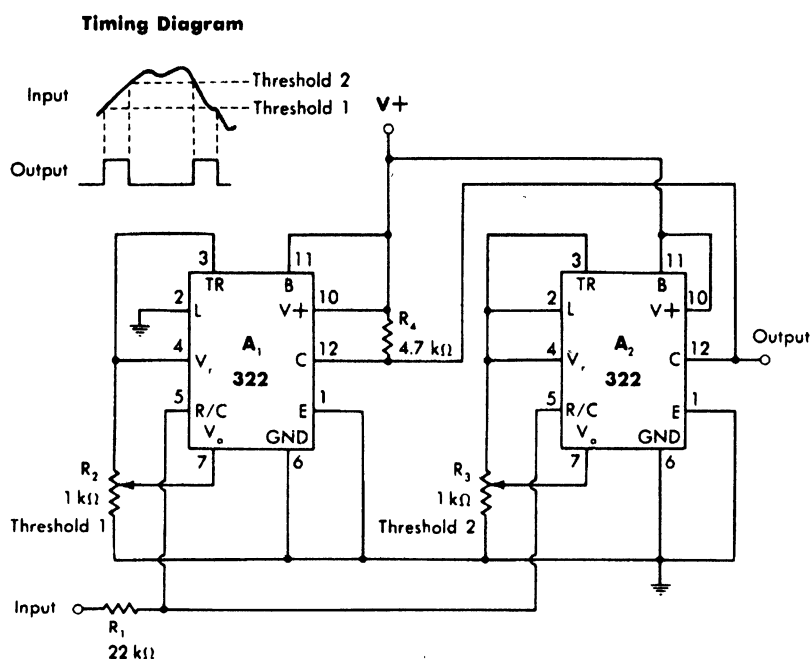 Timing Diagram
Input
Threshold 2
Threshold 1
Output
V+
3
TR
11
B
2
L
V+
10
4
Vr
A1
322
C
12
R4
4.7 kΩ
5
R/C
E
1
Vo
GND
7
6
R2
1 kΩ
Threshold 1
3
TR
11
B
2
L
V+
10
4
Vr
A2
322
C
12
Output
5
R/C
E
1
Vo
GND
7
6
R3
1 kΩ
Threshold 2
Input
R1
22 kΩ